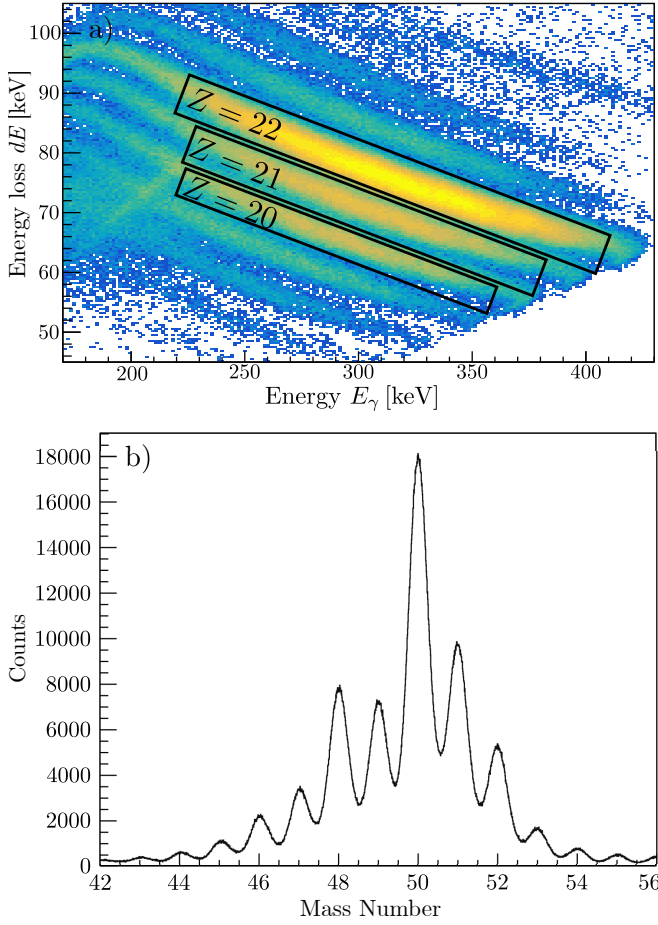 a)
100
90
80
70
60
50
Energy loss dE [keV]
Z = 22
Z = 21
Z = 20
200 250 300 350 400
Energy Eγ [keV]
b)
18000
16000
14000
12000
10000
8000
6000
4000
2000
0
Counts
42 44 46 48 50 52 54 56
Mass Number